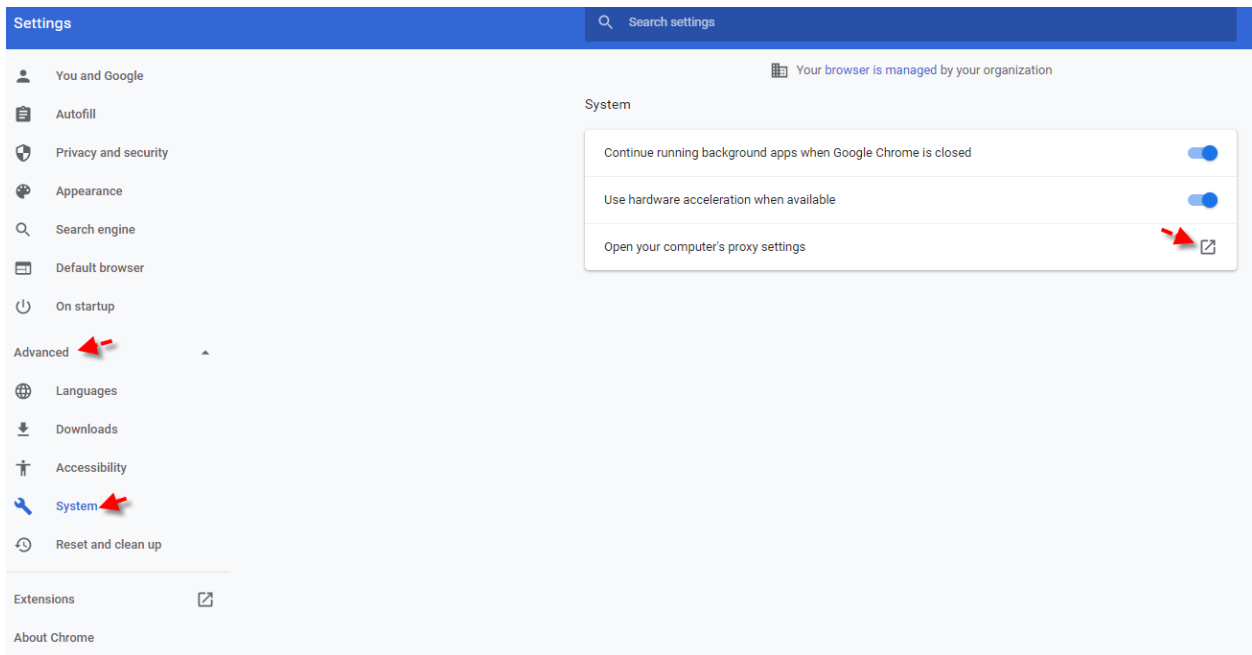 Settings
Search settings
You and Google
Autofill
Privacy and security
Appearance
Search engine
Default browser
On startup
Advanced
Languages
Downloads
Accessibility
System
Reset and clean up
Extensions
About Chrome
Your browser is managed by your organization
System
Continue running background apps when Google Chrome is closed
Use hardware acceleration when available
Open your computer's proxy settings